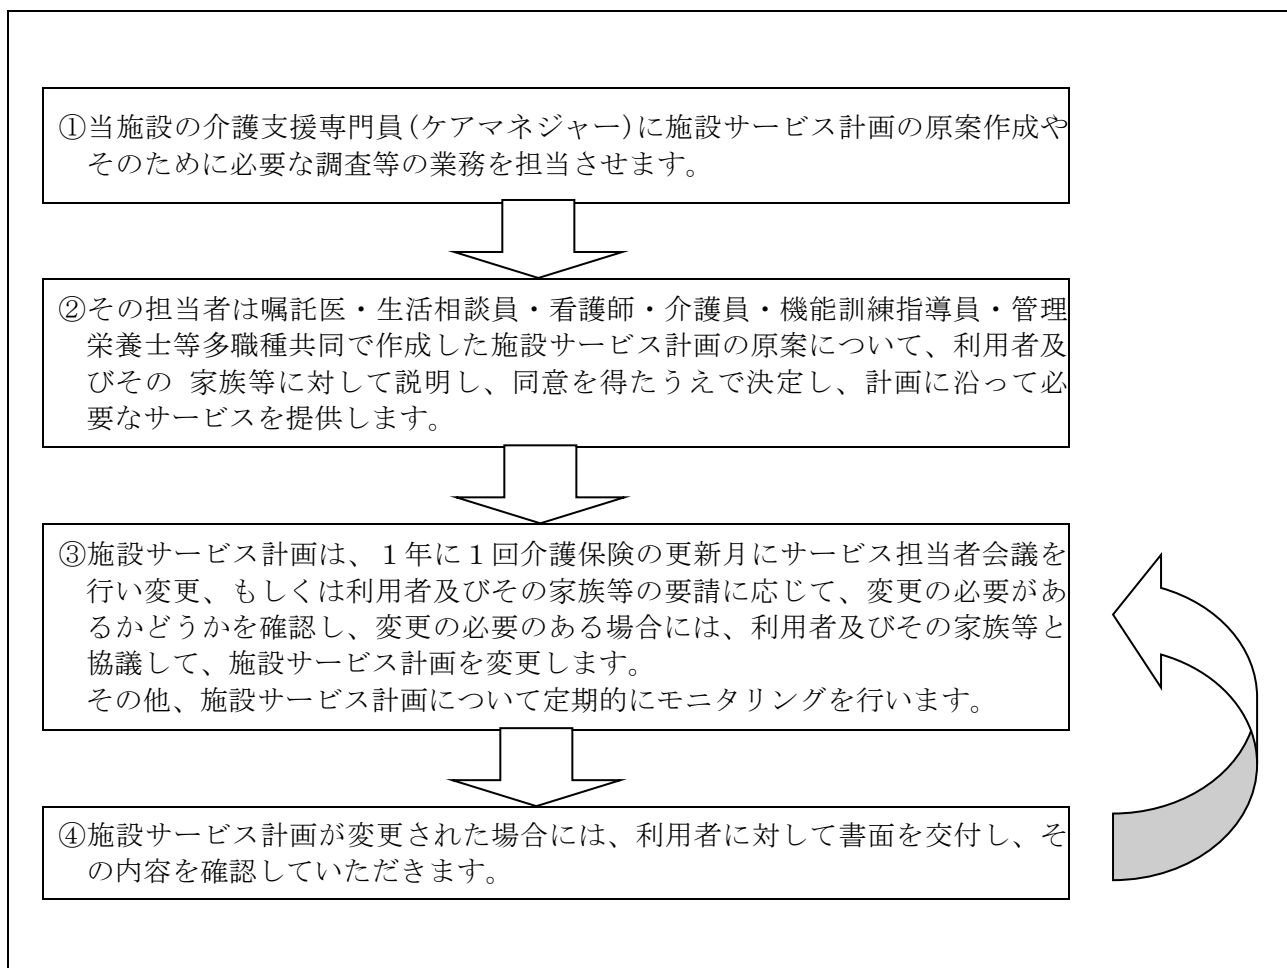 ①当施設の介護支援専門員(ケアマネジャー)に施設サービス計画の原案作成や
そのために必要な調査等の業務を担当させます。
②その担当者は嘱託医・生活相談員・看護師・介護員・機能訓練指導員・管理
栄養士等多職種共同で作成した施設サービス計画の原案について、利用者及
びその 家族等に対して説明し、同意を得たうえで決定し、計画に沿って必
要なサービスを提供します。
③施設サービス計画は、１年に１回介護保険の更新月にサービス担当者会議を
行い変更、もしくは利用者及びその家族等の要請に応じて、変更の必要があ
るかどうかを確認し、変更の必要のある場合には、利用者及びその家族等と
協議して、施設サービス計画を変更します。
その他、施設サービス計画について定期的にモニタリングを行います。
④施設サービス計画が変更された場合には、利用者に対して書面を交付し、そ
の内容を確認していただきます。